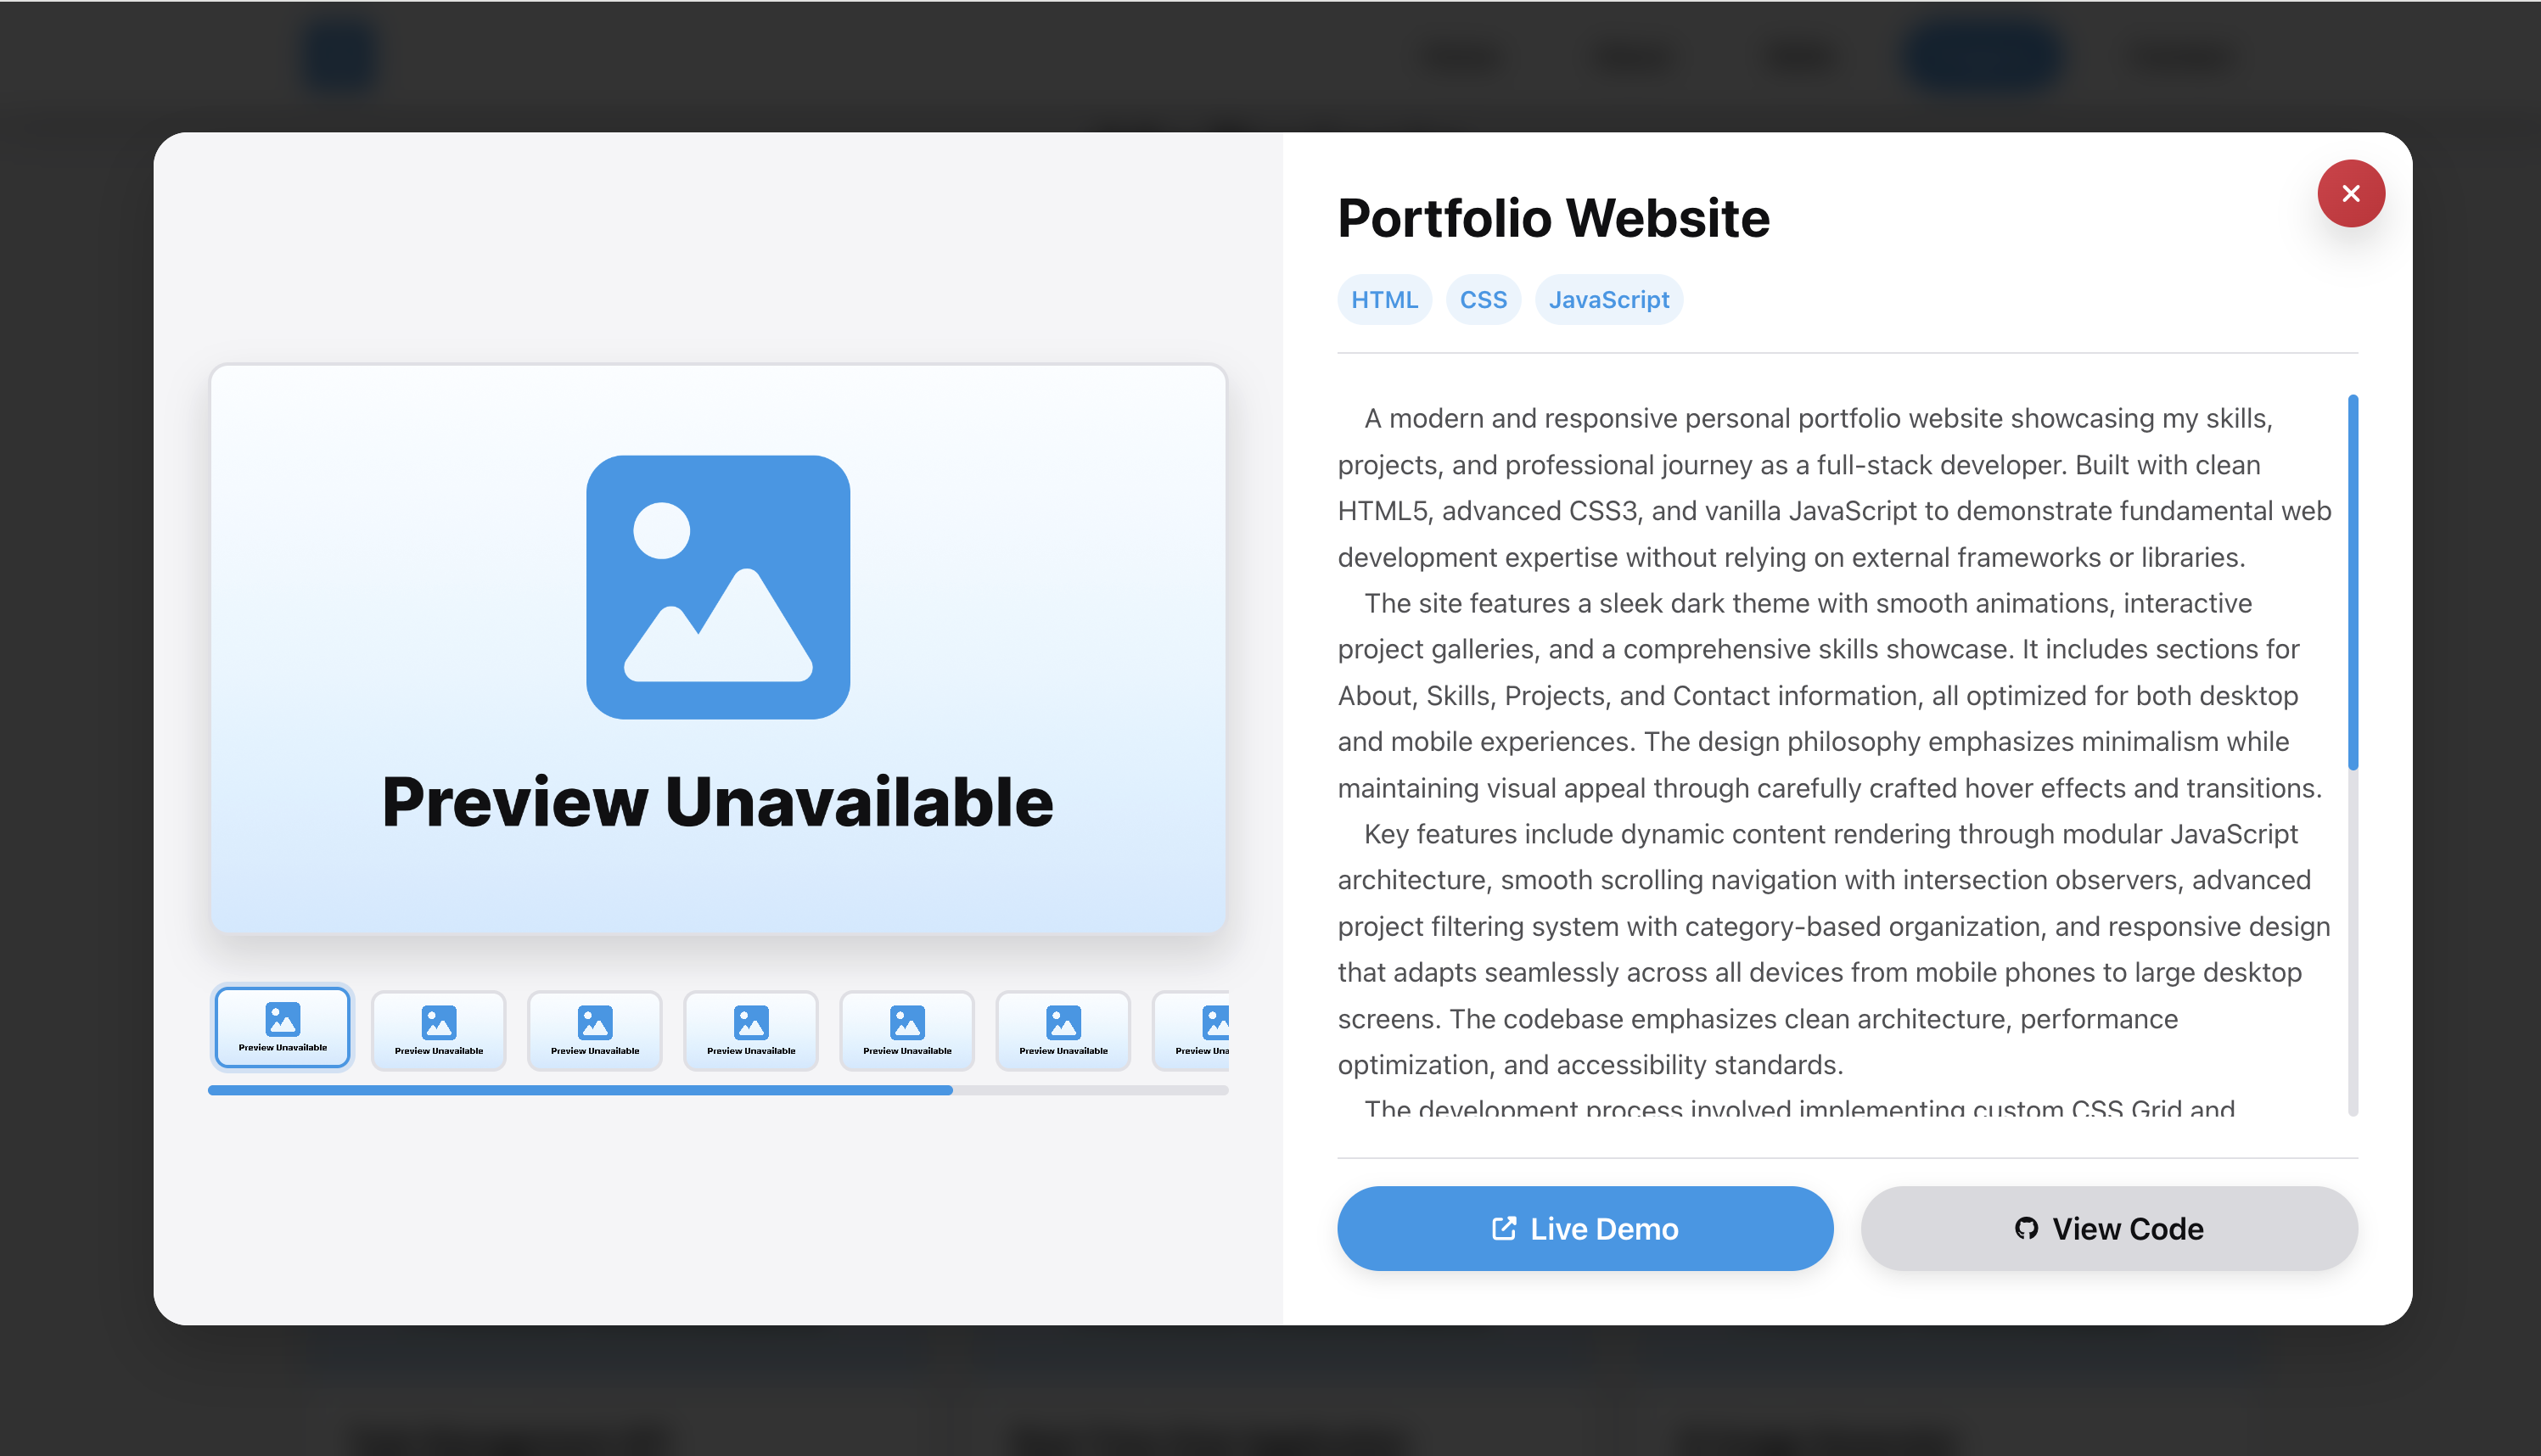 Portfolio Website
HTML CSS JavaScript
Preview Unavailable
Preview Unavailable Preview Unavailable Preview Unavailable Preview Unavailable Preview Unavailable Preview Unavailable Preview Una
A modern and responsive personal portfolio website showcasing my skills,
projects, and professional journey as a full-stack developer. Built with clean
HTML5, advanced CSS3, and vanilla JavaScript to demonstrate fundamental web
development expertise without relying on external frameworks or libraries.
The site features a sleek dark theme with smooth animations, interactive
project galleries, and a comprehensive skills showcase. It includes sections for
About, Skills, Projects, and Contact information, all optimized for both desktop
and mobile experiences. The design philosophy emphasizes minimalism while
maintaining visual appeal through carefully crafted hover effects and transitions.
Key features include dynamic content rendering through modular JavaScript
architecture, smooth scrolling navigation with intersection observers, advanced
project filtering system with category-based organization, and responsive design
that adapts seamlessly across all devices from mobile phones to large desktop
screens. The codebase emphasizes clean architecture, performance
optimization, and accessibility standards.
The development process involved implementing custom CSS Grid and
Live Demo
View Code